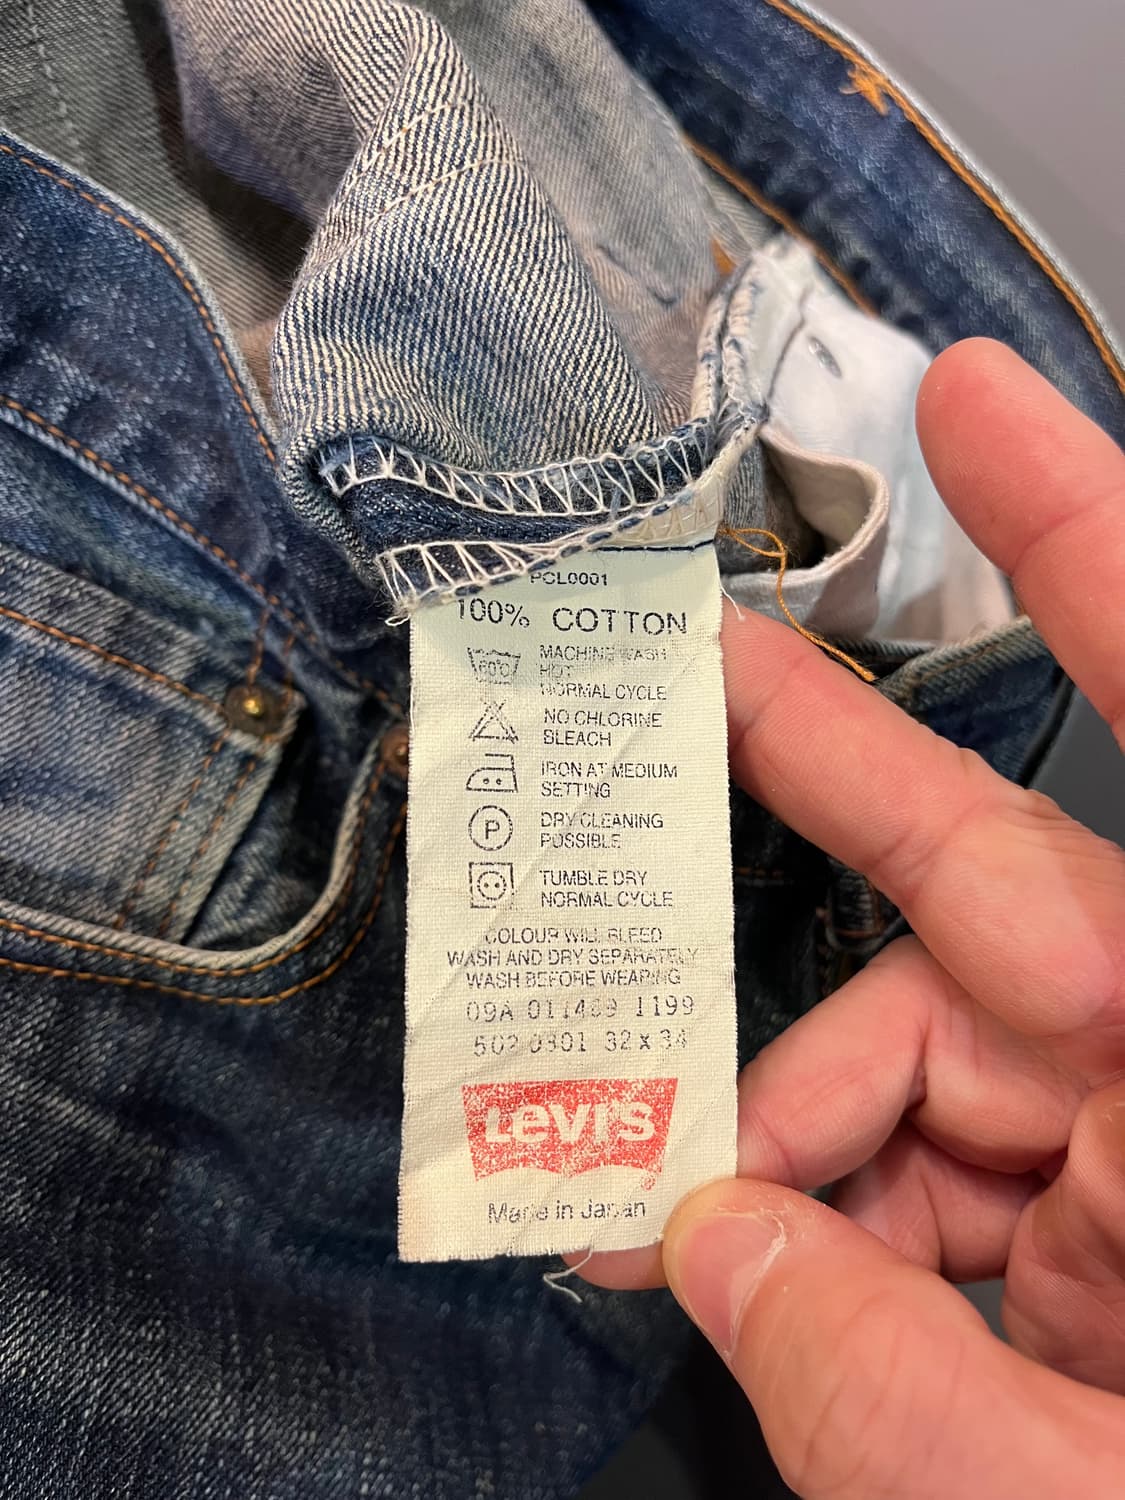 PCL0001
100% COTTON
60°C
MACHINE WASH
HOT
NORMAL CYCLE
NO CHLORINE
BLEACH
IRON AT MEDIUM
SETTING
P
DRY CLEANING
POSSIBLE
TUMBLE DRY
NORMAL CYCLE
COLOUR WILL BLEED
WASH AND DRY SEPARATELY
WASH BEFORE WEARING
09A 1199
502 32 x 34
LEVI'S
®
Made in Japan